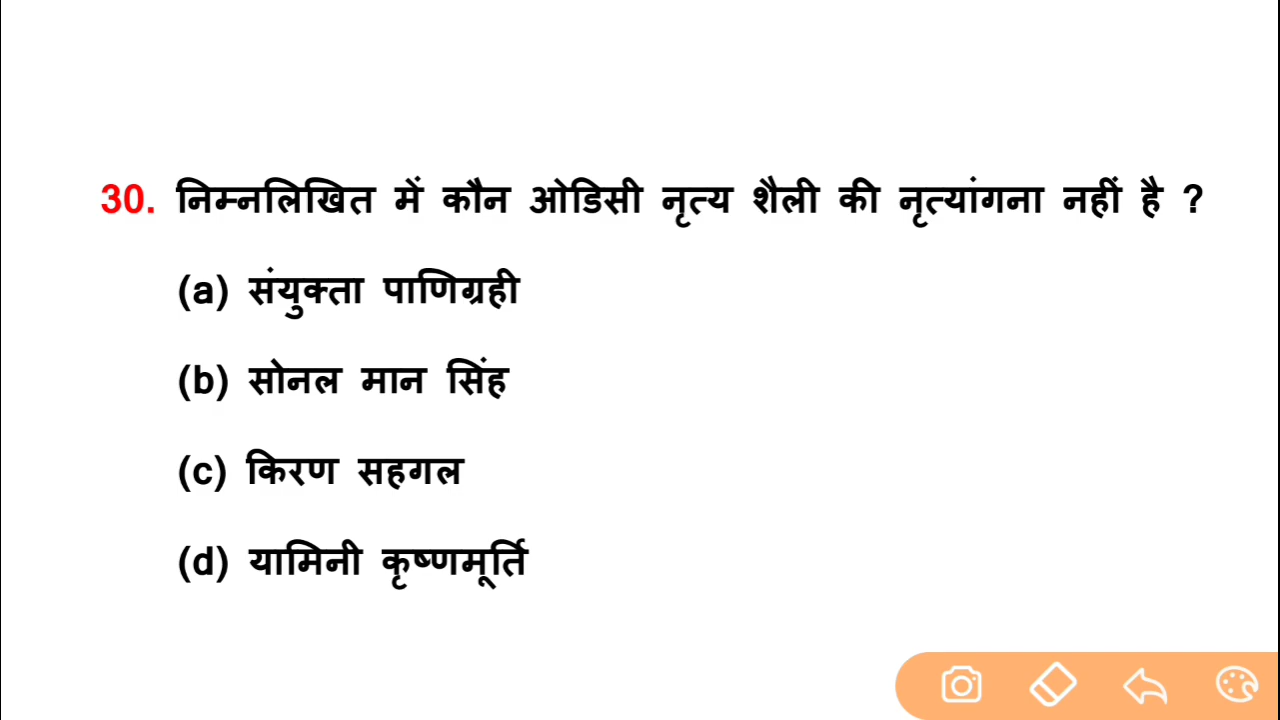 30. निम्नलिखित में कौन ओडिसी नृत्य शैली की नृत्यांगना नहीं है ?
(a) संयुक्ता पाणिग्रही
(b) सोनल मान सिंह
(c) किरण सहगल
(d) यामिनी कृष्णमूर्ति